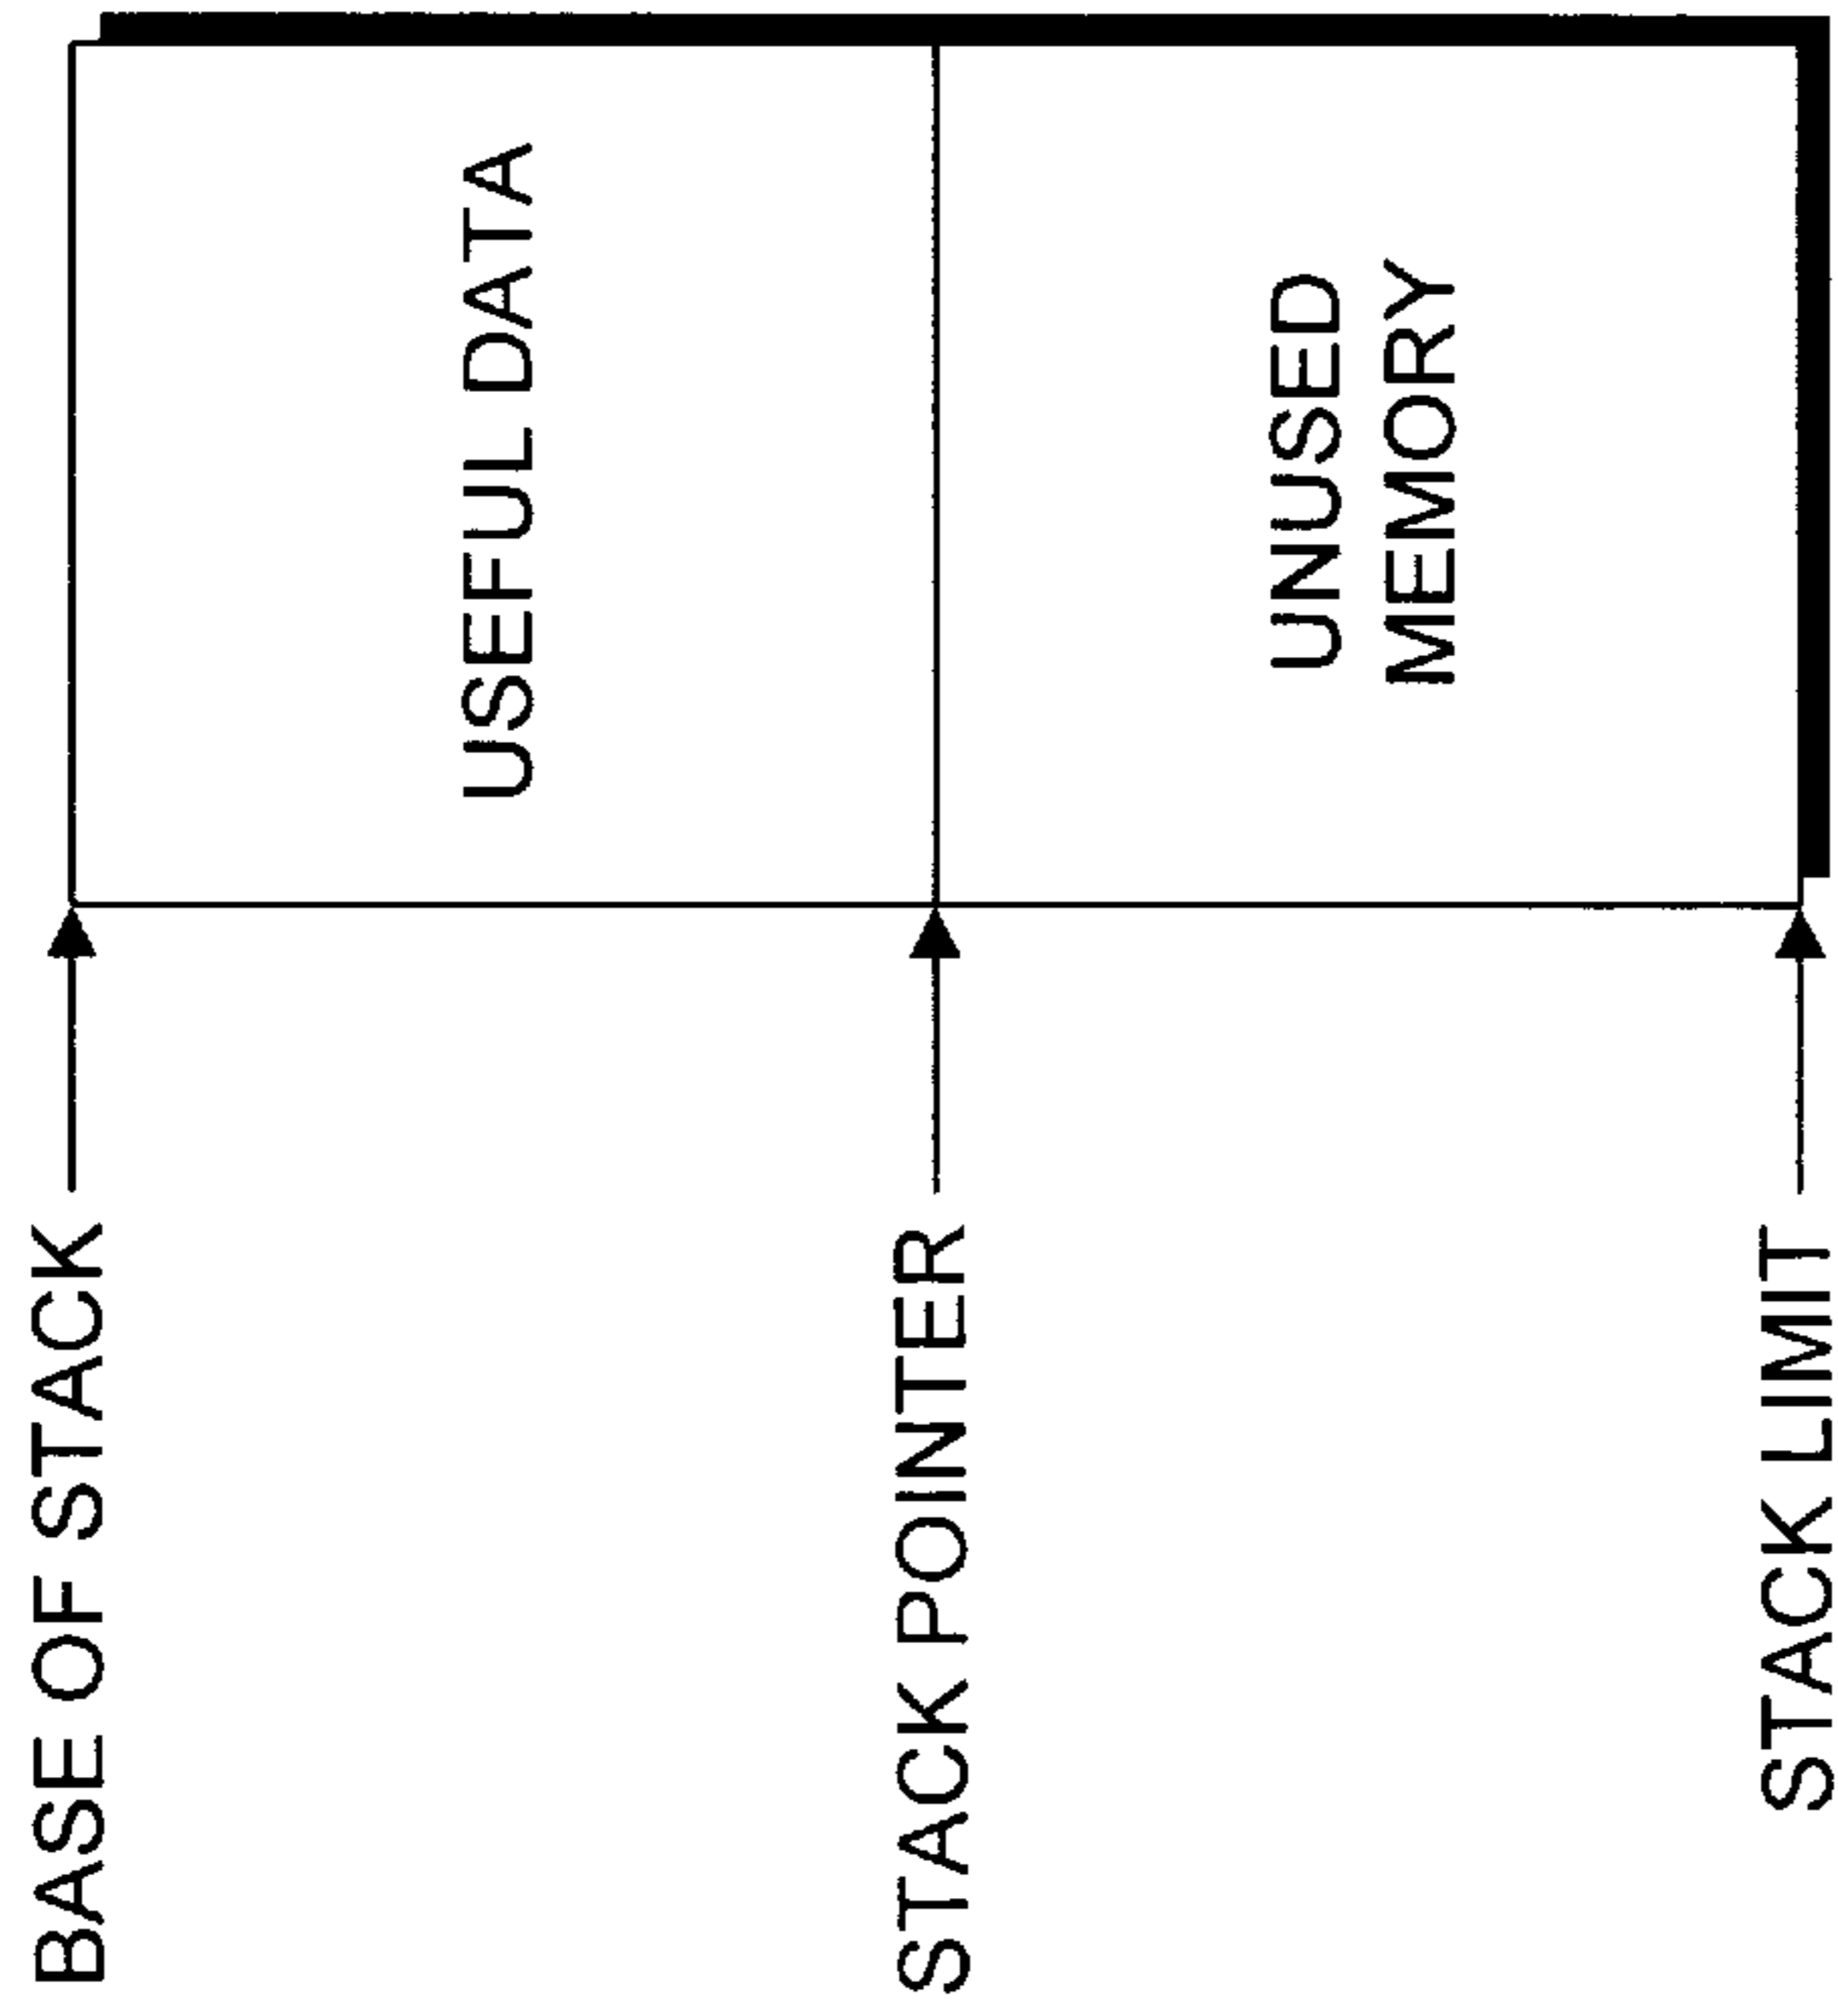 BASE OF STACK
USEFUL DATA
STACK POINTER
UNUSED
MEMORY
STACK LIMIT